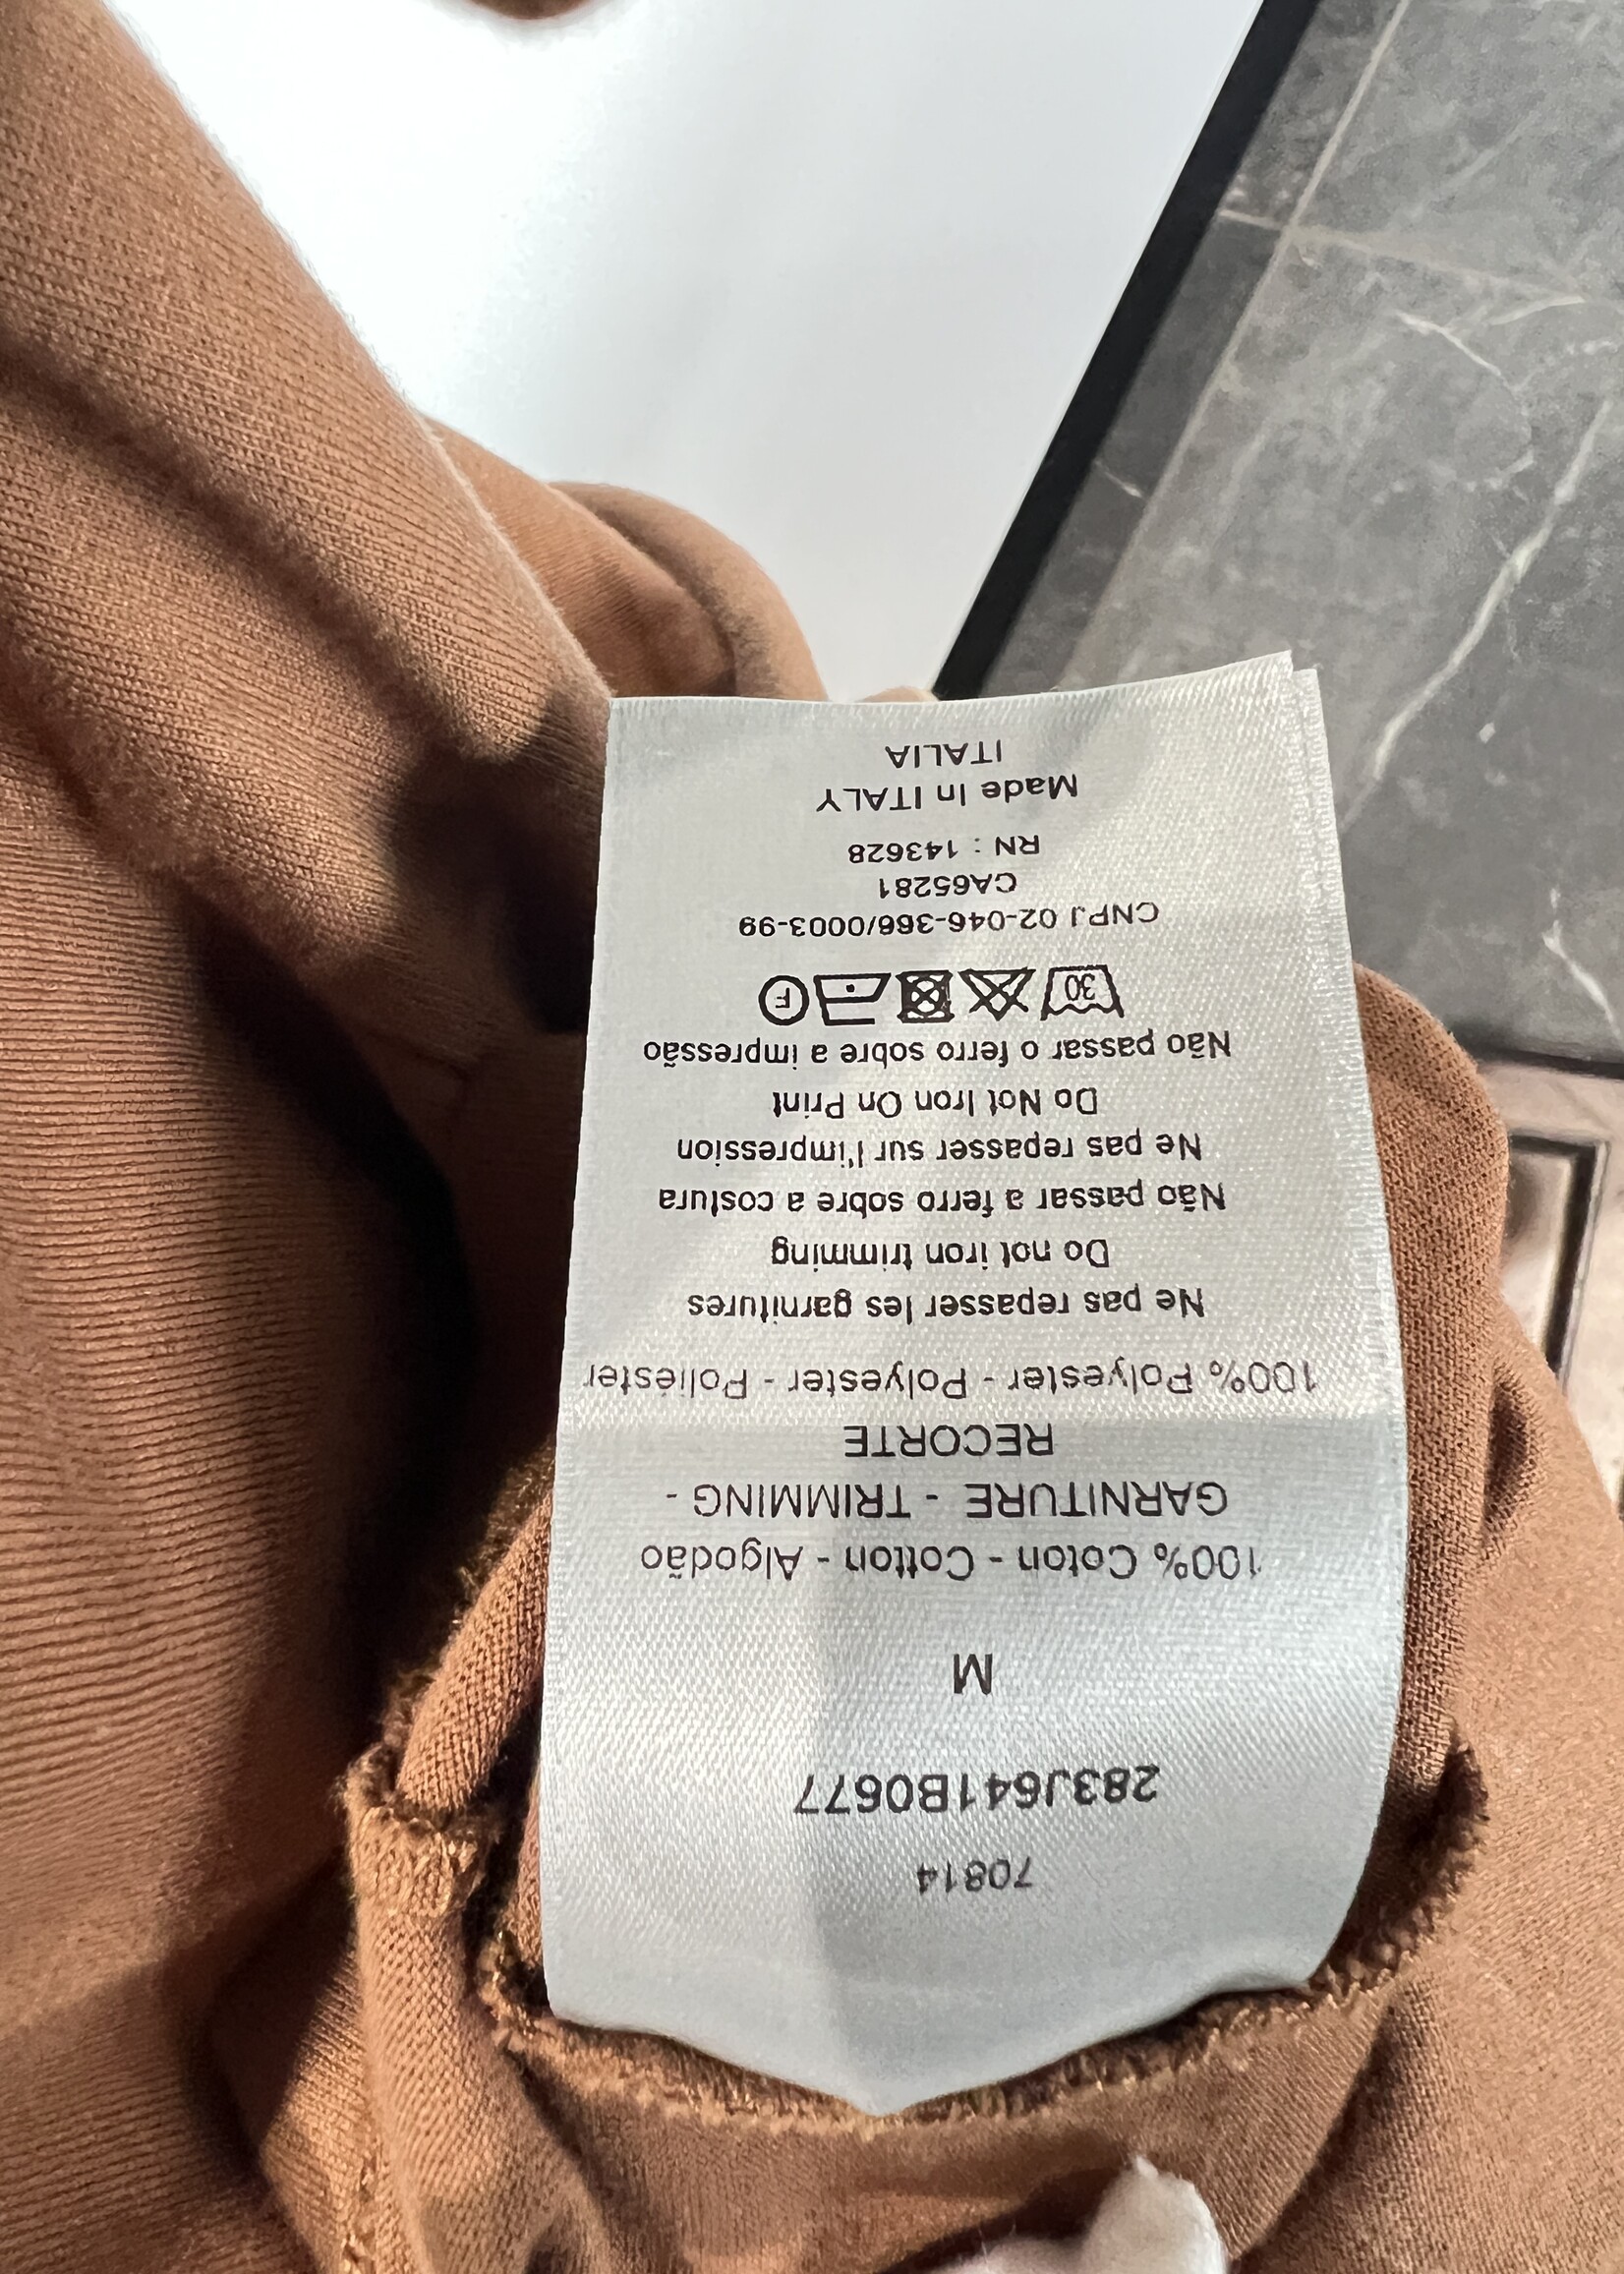 70814
283J641B0677
M
100% Coton - Cotton - Algodão
GARNITURE - TRIMMING -
RECORTE
100% Polyester - Polyester - Poliéster
Ne pas repasser les garnitures
Do not iron trimming
Não passar a ferro sobre a costura
Ne pas repasser sur l'impression
Do Not Iron On Print
Não passar o ferro sobre a impressão
30 F
CNPJ 02-046-366/0003-99
CA65281
RN : 143628
Made In ITALY
ITALIA